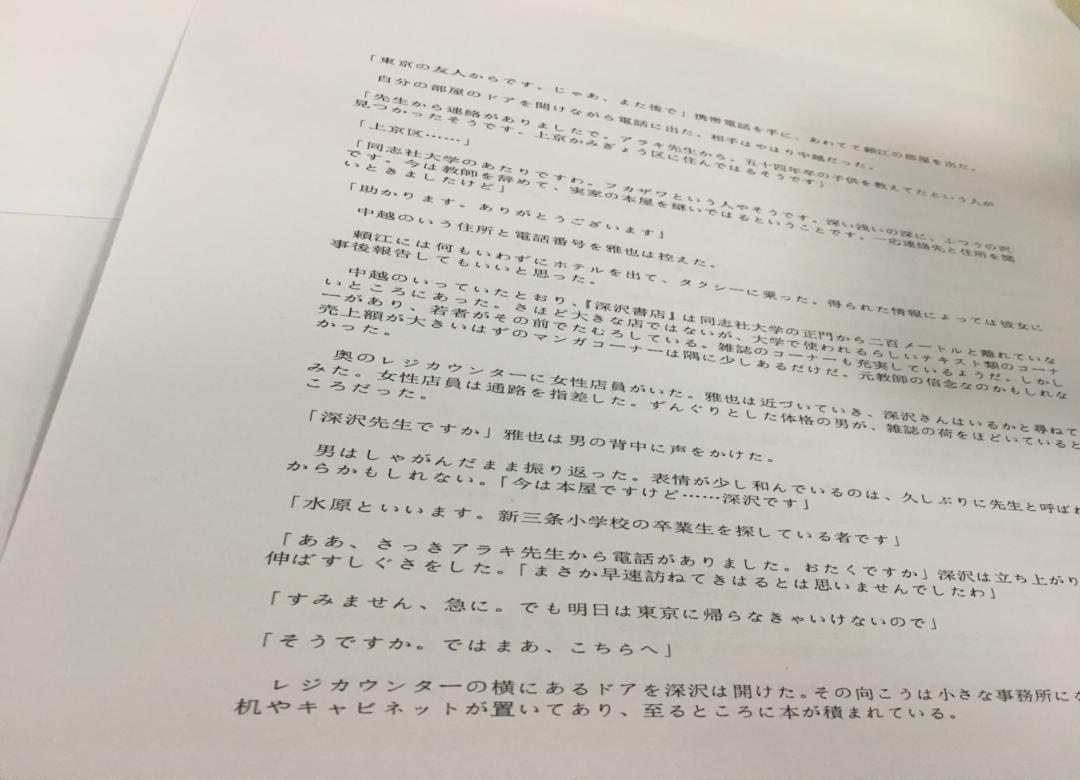 「東京の友人からです。じゃあ、また後で」携帯電話を手に、あわてて頼江の部屋を出た。
自分の部屋のドアを開けながら電話に出た。相手はやはり中越だった。
「先生から連絡がありましたで。アラキ先生から。五十四年卒の子供を教えてたという人が
見つかったそうです。上京かみぎょう区に住んではるそうです」
「上京区……」
「同志社大学のあたりですわ。フカザワという人やそうです。深い浅いの深に、ふつうの沢
です。今は教師を辞めて、実家の本屋を継いではるということです。一応連絡先と住所を聞
いときましたけど」
「助かります。ありがとうございます」
中越のいう住所と電話番号を雅也は控えた。
頼江には何もいわずにホテルを出て、タクシーに乗った。得られた情報によっては彼女に
事後報告してもいいと思った。
中越のいっていたとおり、『深沢書店』は同志社大学の正門から二百メートルと離れていな
いところにあった。さほど大きな店ではないが、大学で使われるらしいテキスト類のコーナ
ーがあり、若者がその前でたむろしている。雑誌のコーナーも充実しているようだ。しかし
売上額が大きいはずのマンガコーナーは隅に少しあるだけだ。元教師の信念なのかもしれな
かった。
奥のレジカウンターに女性店員がいた。雅也は近づいていき、深沢さんはいるかと尋ねて
みた。女性店員は通路を指差した。ずんぐりとした体格の男が、雑誌の荷をほどいていると
ころだった。
「深沢先生ですか」雅也は男の背中に声をかけた。
男はしゃがんだまま振り返った。表情が少し和んでいるのは、久しぶりに先生と呼ばれ
からかもしれない。「今は本屋ですけど……深沢です」
「水原といいます。新三条小学校の卒業生を探している者です」
「ああ、さっきアラキ先生から電話がありました。おたくですか」深沢は立ち上がり
伸ばすしぐさをした。「まさか早速訪ねてきはるとは思いませんでしたわ」
「すみません、急に。でも明日は東京に帰らなきゃいけないので」
「そうですか。ではまあ、こちらへ」
レジカウンターの横にあるドアを深沢は開けた。その向こうは小さな事務所にな
机やキャビネットが置いてあり、至るところに本が積まれている。